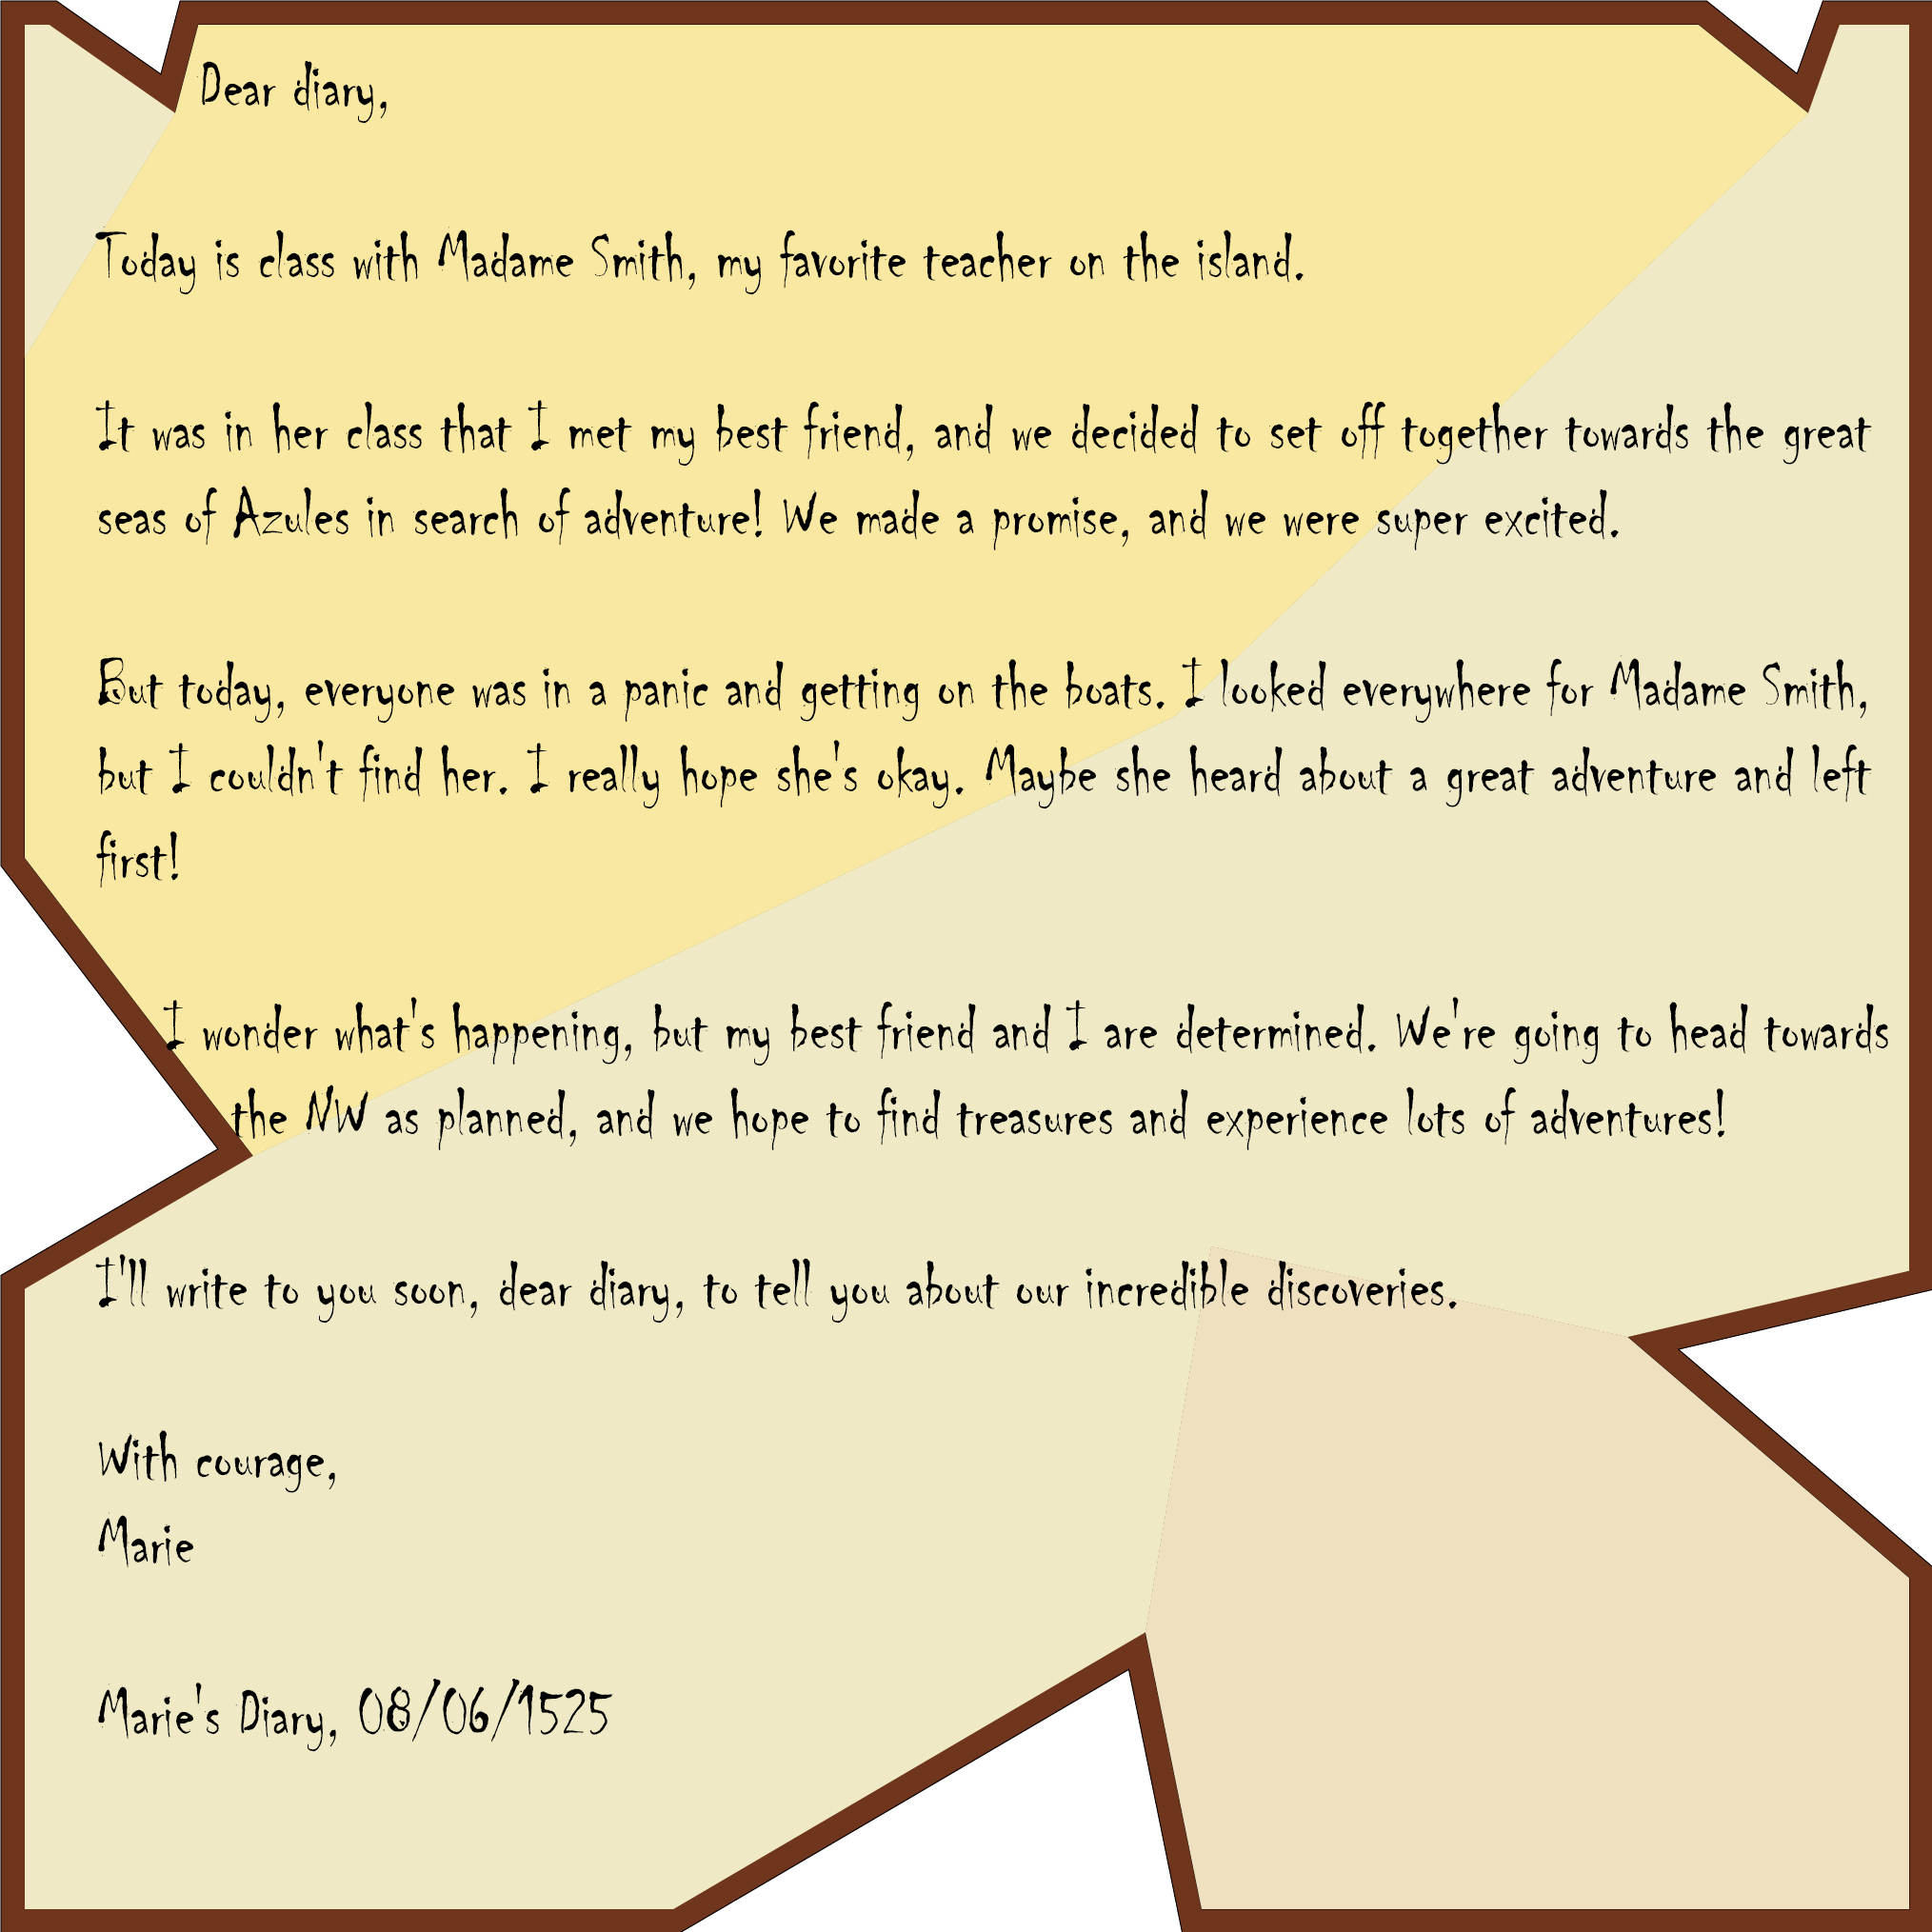 Dear diary,
Today is class with Madame Smith, my favorite teacher on the island.
It was in her class that I met my best friend, and we decided to set off together towards the great
seas of Azules in search of adventure! We made a promise, and we were super excited.
But today, everyone was in a panic and getting on the boats. I looked everywhere for Madame Smith,
but I couldn't find her. I really hope she's okay. Maybe she heard about a great adventure and left
first!
I wonder what's happening, but my best friend and I are determined. We're going to head towards
the NW as planned, and we hope to find treasures and experience lots of adventures!
I'll write to you soon, dear diary, to tell you about our incredible discoveries.
With courage,
Marie
Marie's Diary, 08/06/1525